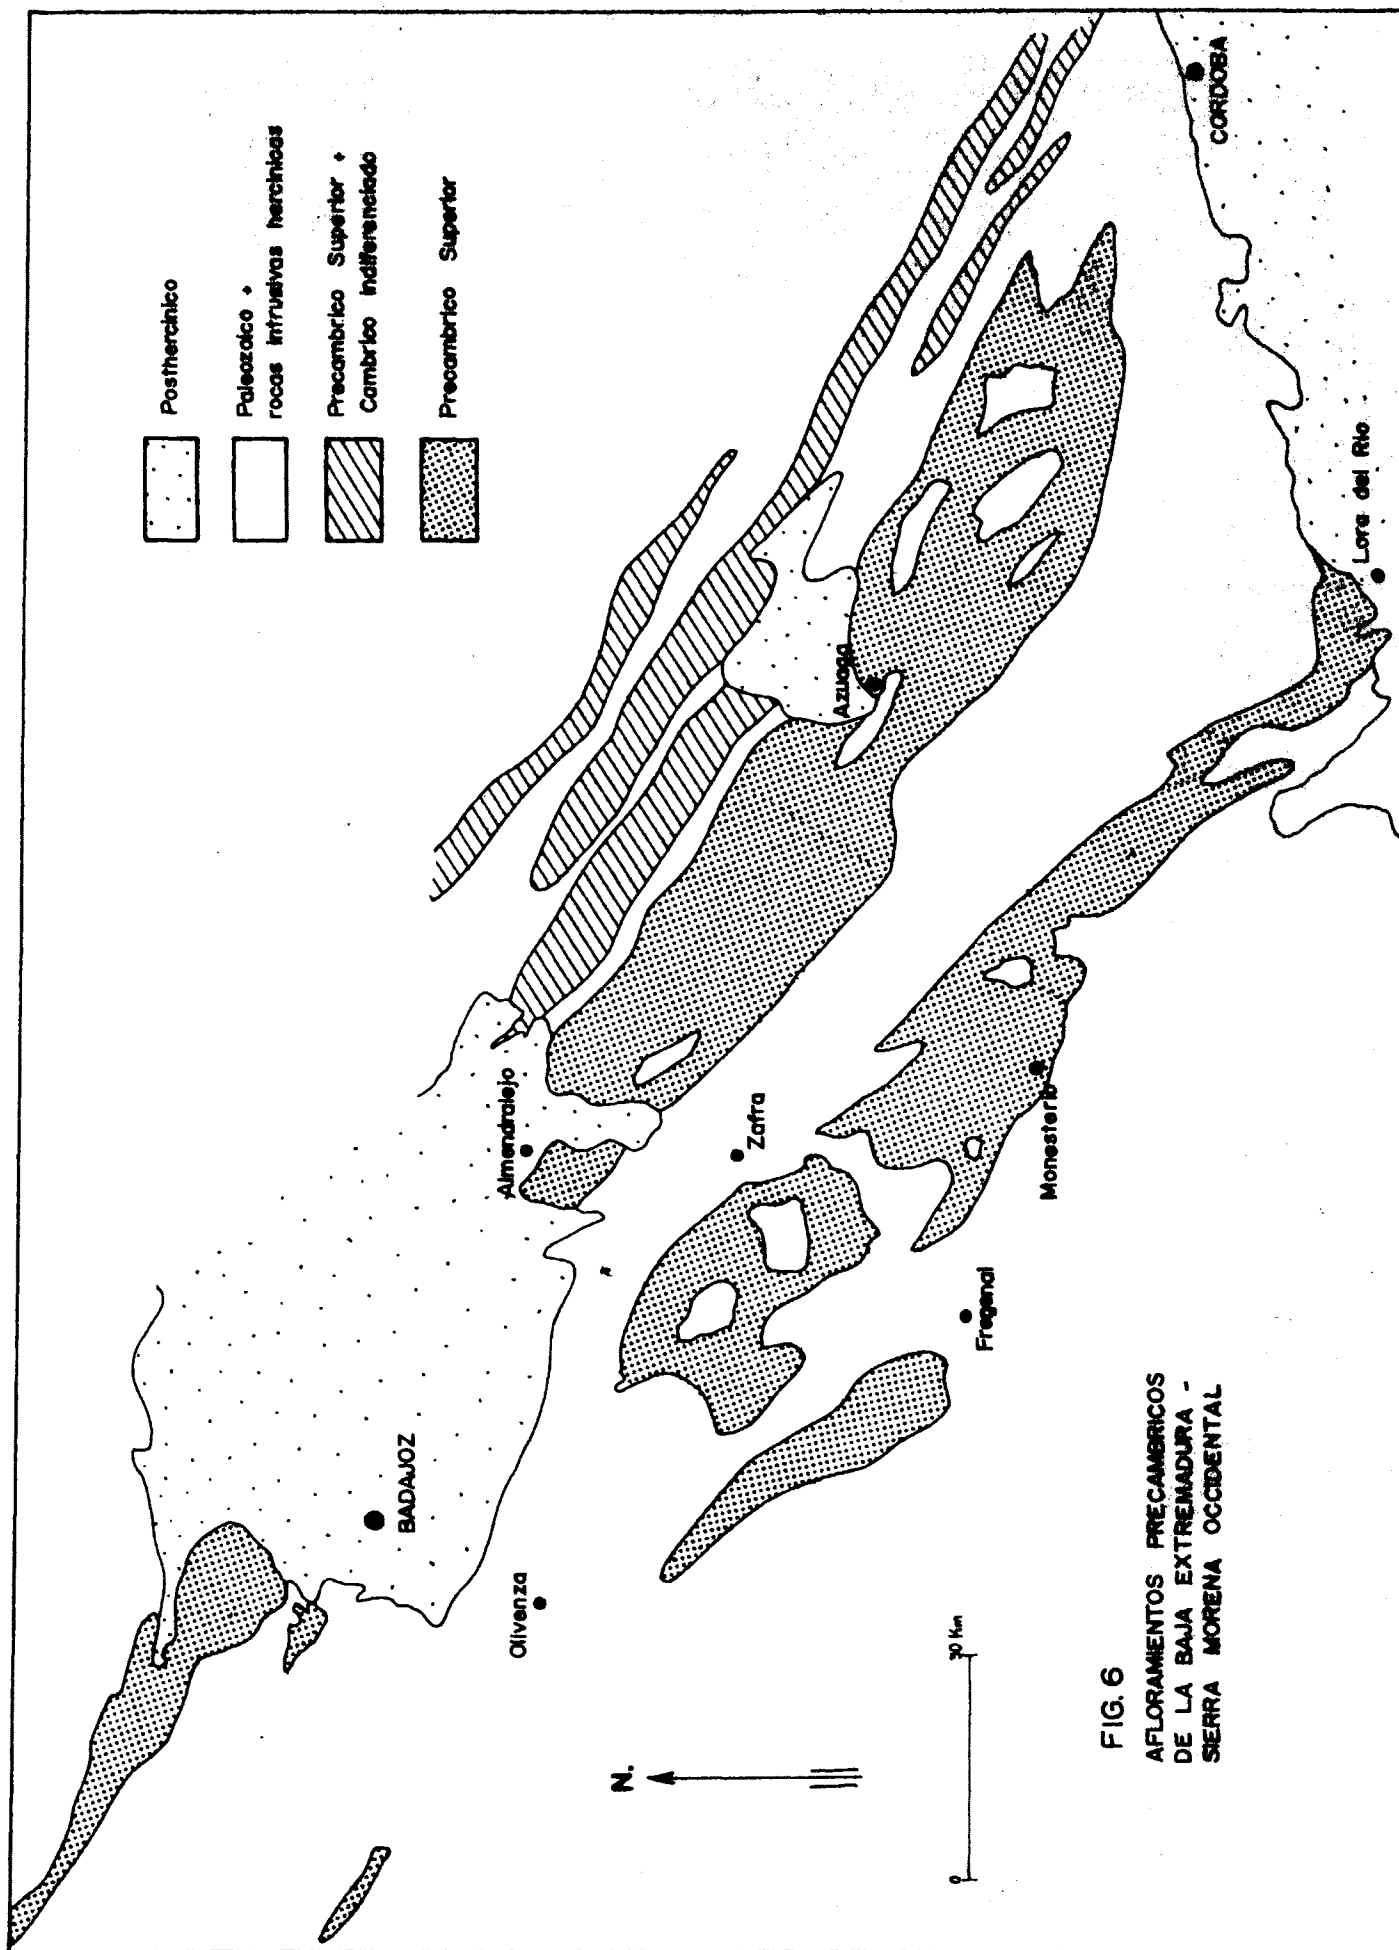 Posthercinico
Paleozoico +
rocas intrusivas hercinicas
Precambrico Superior +
Cambrico indiferenciado
Precambrico Superior
CORDOBA
Lora del Rio
Azuaga
Almendralejo
Zafra
Monesterio
Fregenal
BADAJOZ
Olivenza
N.
0 30 Km
FIG. 6
AFLORAMIENTOS PRECAMBRICOS
DE LA BAJA EXTREMADURA -
SIERRA MORENA OCCIDENTAL